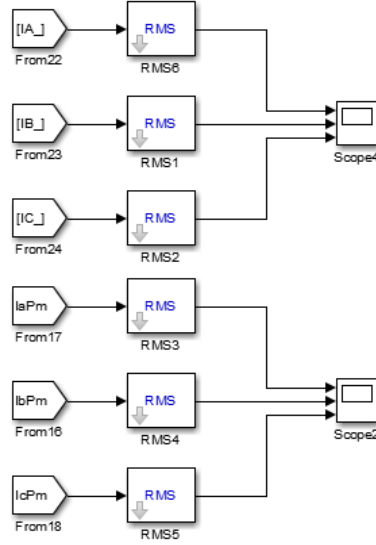 [IA_]
RMS
From22
RMS6
[IB_]
RMS
From23
RMS1
Scope4
[IC_]
RMS
From24
RMS2
IaPm
RMS
From17
RMS3
IbPm
RMS
From16
RMS4
Scope2
IcPm
RMS
From18
RMS5